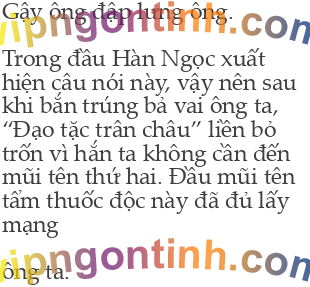 Gậy ông đập lưng ông.
vipngontinh.com
Trong đầu Hàn Ngọc xuất
hiện câu nói này, vậy nên sau
khi bắn trúng bả vai ông ta,
“Đạo tặc trân châu” liền bỏ
trốn vì hắn ta không cần đến
mũi tên thứ hai. Đầu mũi tên
tẩm thuốc độc này đã đủ lấy
mạng
vipngontinh.com
ông ta.